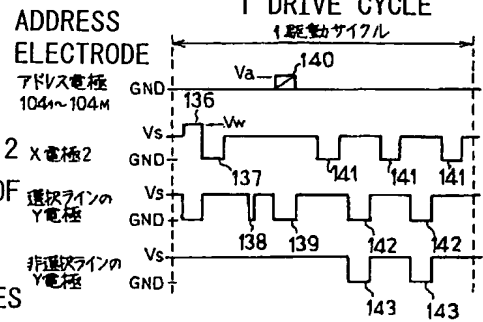 1 DRIVE CYCLE
1駆動サイクル
ADDRESS
ELECTRODE
アドレス電極
104₁~104M
Va
140
GND
136
Vw
Vs
2 X電極2
GND
137
141
141
141
OF 選択ラインの
Y電極
Vs
GND
138
139
142
142
非選択ラインの
Y電極
Vs
GND
ES
143
143